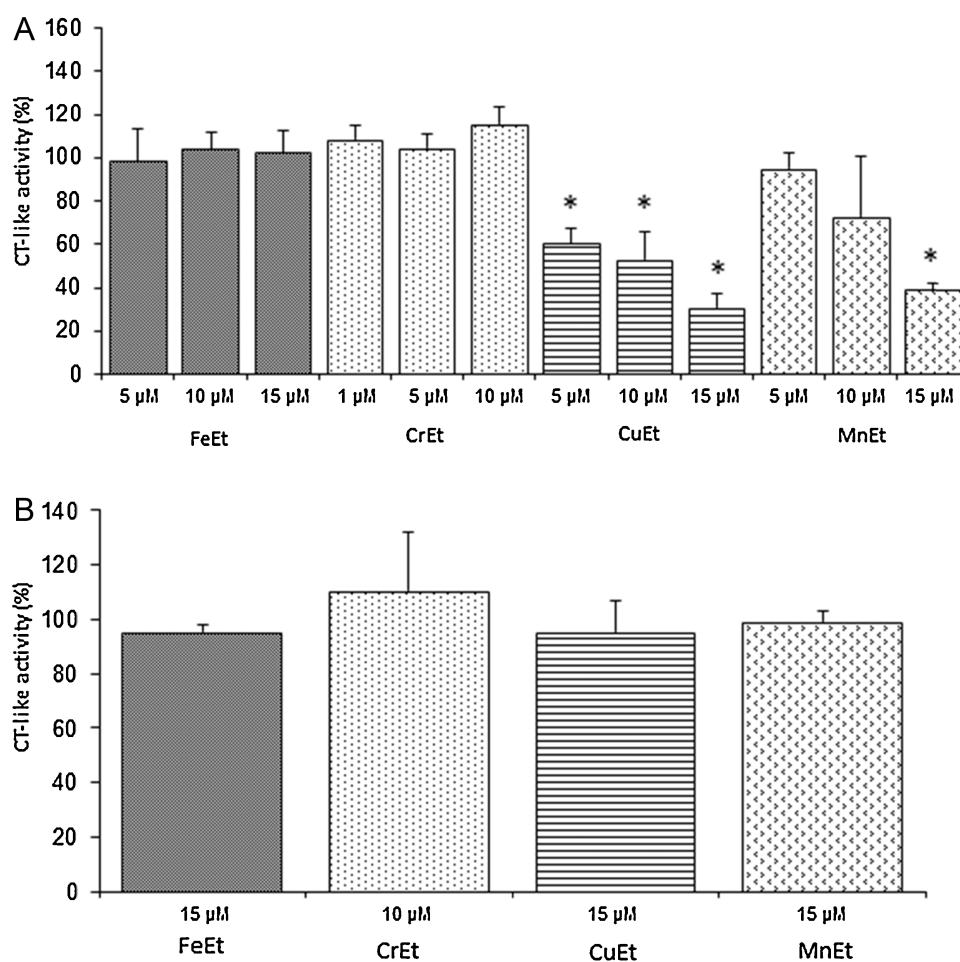 A
160
140
120
100
80
60
40
20
0
CT-like activity (%)
* * * *
5 µM 10 µM 15 µM 1 µM 5 µM 10 µM 5 µM 10 µM 15 µM 5 µM 10 µM 15 µM
FeEt CrEt CuEt MnEt
B
140
120
100
80
60
40
20
0
CT-like activity (%)
15 µM 10 µM 15 µM 15 µM
FeEt CrEt CuEt MnEt